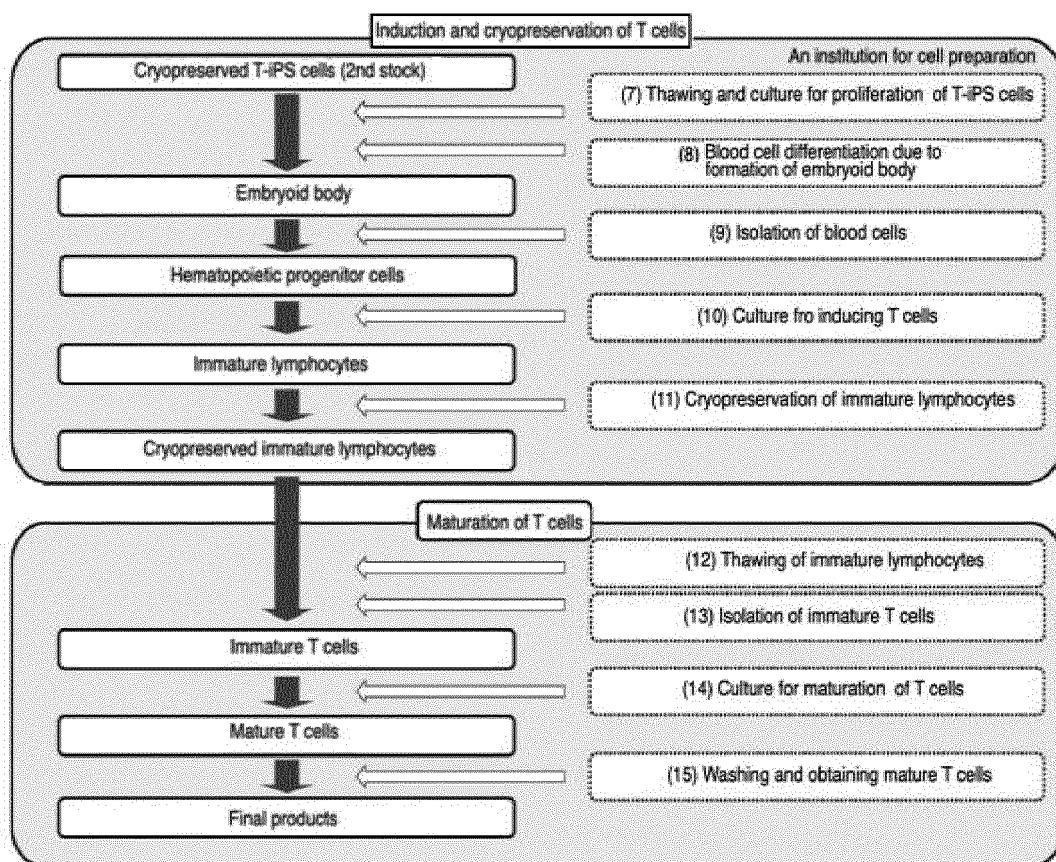 Induction and cryopreservation of T cells
An institution for cell preparation
Cryopreserved T-iPS cells (2nd stock)
(7) Thawing and culture for proliferation of T-iPS cells
(8) Blood cell differentiation due to
formation of embryoid body
Embryoid body
(9) Isolation of blood cells
Hematopoietic progenitor cells
(10) Culture fro inducing T cells
Immature lymphocytes
(11) Cryopreservation of immature lymphocytes
Cryopreserved immature lymphocytes
Maturation of T cells
(12) Thawing of immature lymphocytes
(13) Isolation of immature T cells
Immature T cells
(14) Culture for maturation of T cells
Mature T cells
(15) Washing and obtaining mature T cells
Final products